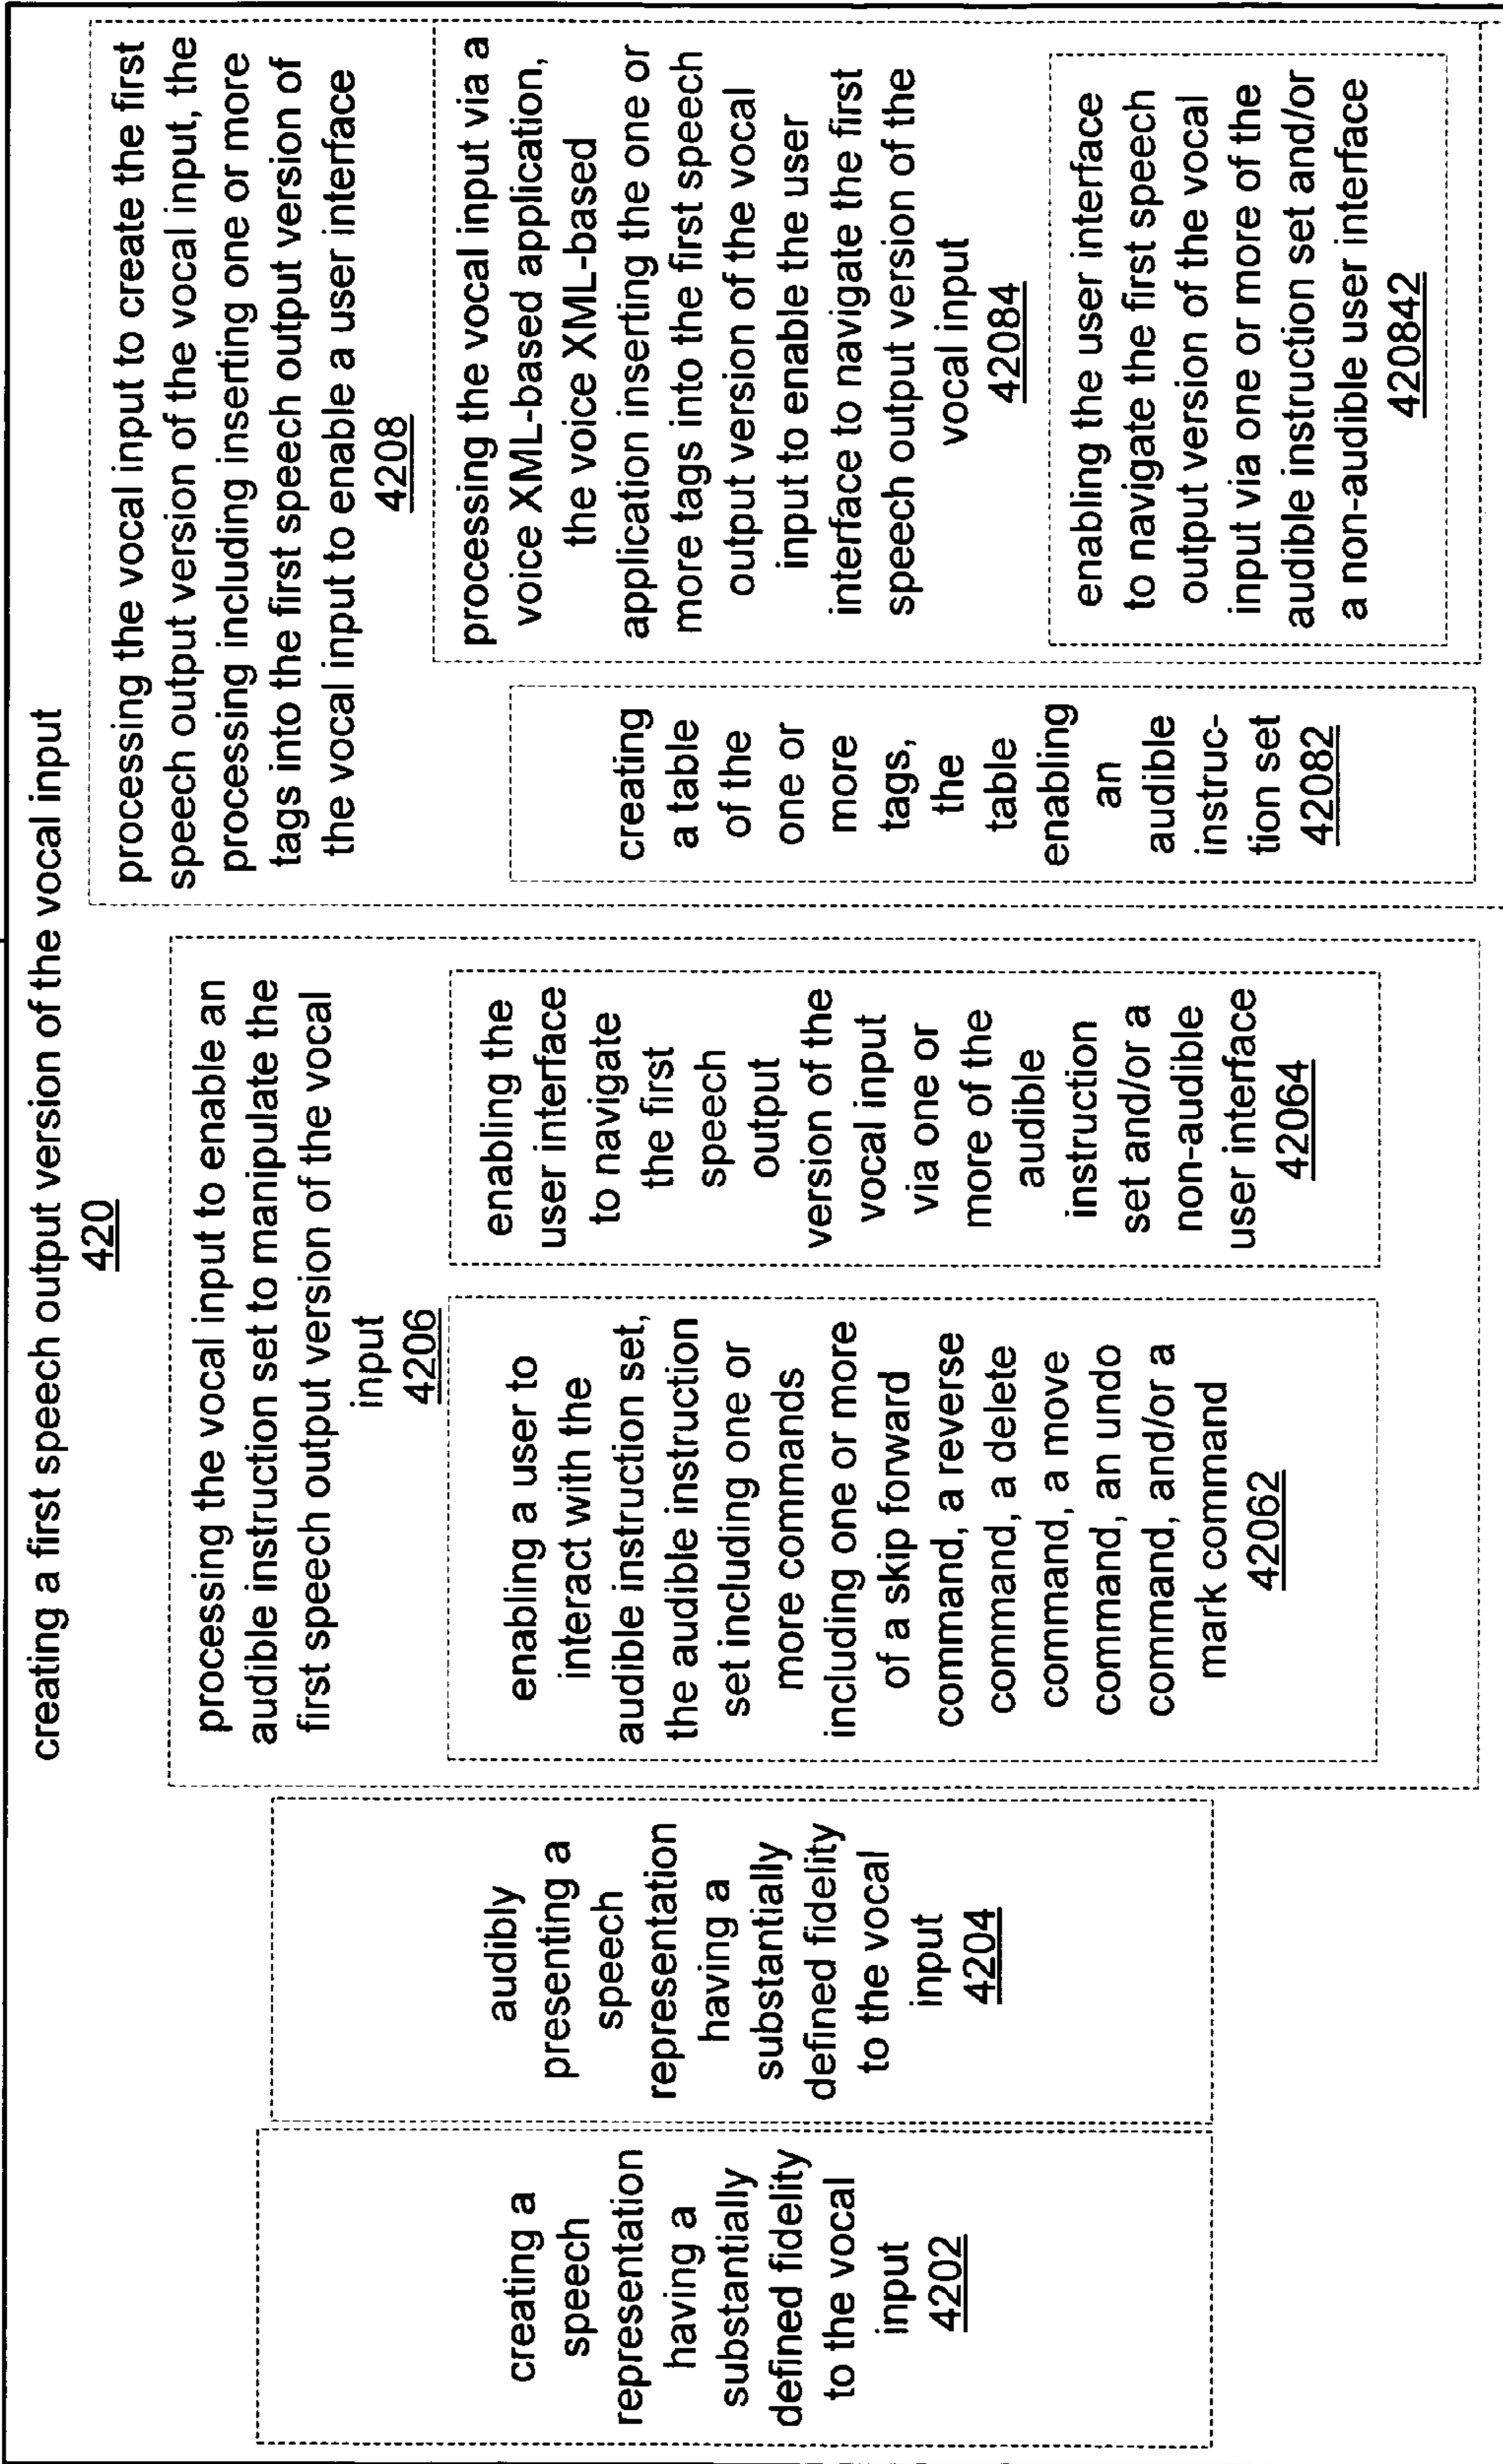 creating a first speech output version of the vocal input
420
creating a
speech
representation
having a
substantially
defined fidelity
to the vocal
input
4202
audibly
presenting a
speech
representation
having a
substantially
defined fidelity
to the vocal
input
4204
processing the vocal input to enable an
audible instruction set to manipulate the
first speech output version of the vocal
input
4206
enabling a user to
interact with the
audible instruction set,
the audible instruction
set including one or
more commands
including one or more
of a skip forward
command, a reverse
command, a delete
command, a move
command, an undo
command, and/or a
mark command
42062
enabling the
user interface
to navigate
the first
speech
output
version of the
vocal input
via one or
more of the
audible
instruction
set and/or a
non-audible
user interface
42064
processing the vocal input to create the first
speech output version of the vocal input, the
processing including inserting one or more
tags into the first speech output version of
the vocal input to enable a user interface
4208
creating
a table
of the
one or
more
tags,
the
table
enabling
an
audible
instruc-
tion set
42082
processing the vocal input via a
voice XML-based application,
the voice XML-based
application inserting the one or
more tags into the first speech
output version of the vocal
input to enable the user
interface to navigate the first
speech output version of the
vocal input
42084
enabling the user interface
to navigate the first speech
output version of the vocal
input via one or more of the
audible instruction set and/or
a non-audible user interface
420842